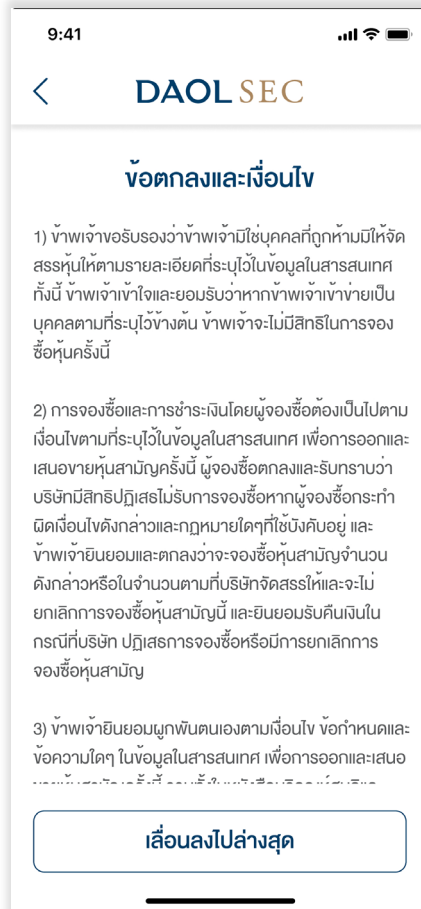 9:41
DAOL SEC
ข้อตกลงและเงื่อนไข
1) ข้าพเจ้าขอรับรองว่าข้าพเจ้ามิใช่บุคคลที่ถูกห้ามมิให้จัด
สรรหุ้นให้ตามรายละเอียดที่ระบุไว้ในข้อมูลในสารสนเทศ
ทั้งนี้ ข้าพเจ้าเข้าใจและยอมรับว่าหากข้าพเจ้าเข้าข่ายเป็น
บุคคลตามที่ระบุไว้ข้างต้น ข้าพเจ้าจะไม่มีสิทธิในการจอง
ซื้อหุ้นครั้งนี้
2) การจองซื้อและการชำระเงินโดยผู้จองซื้อต้องเป็นไปตาม
เงื่อนไขตามที่ระบุไว้ในข้อมูลในสารสนเทศ เพื่อการออกและ
เสนอขายหุ้นสามัญครั้งนี้ ผู้จองซื้อตกลงและรับทราบว่า
บริษัทมีสิทธิปฏิเสธไม่รับการจองซื้อหากผู้จองซื้อกระทำ
ผิดเงื่อนไขดังกล่าวและกฎหมายใดๆที่ใช้บังคับอยู่ และ
ข้าพเจ้ายินยอมและตกลงว่าจะจองซื้อหุ้นสามัญจำนวน
ดังกล่าวหรือในจำนวนตามที่บริษัทจัดสรรให้และจะไม่
ยกเลิกการจองซื้อหุ้นสามัญนี้ และยินยอมรับคืนเงินใน
กรณีที่บริษัท ปฏิเสธการจองซื้อหรือมีการยกเลิกการ
จองซื้อหุ้นสามัญ
3) ข้าพเจ้ายินยอมผูกพันตนเองตามเงื่อนไข ข้อกำหนดและ
ข้อความใดๆ ในข้อมูลในสารสนเทศ เพื่อการออกและเสนอ
เลื่อนลงไปล่างสุด